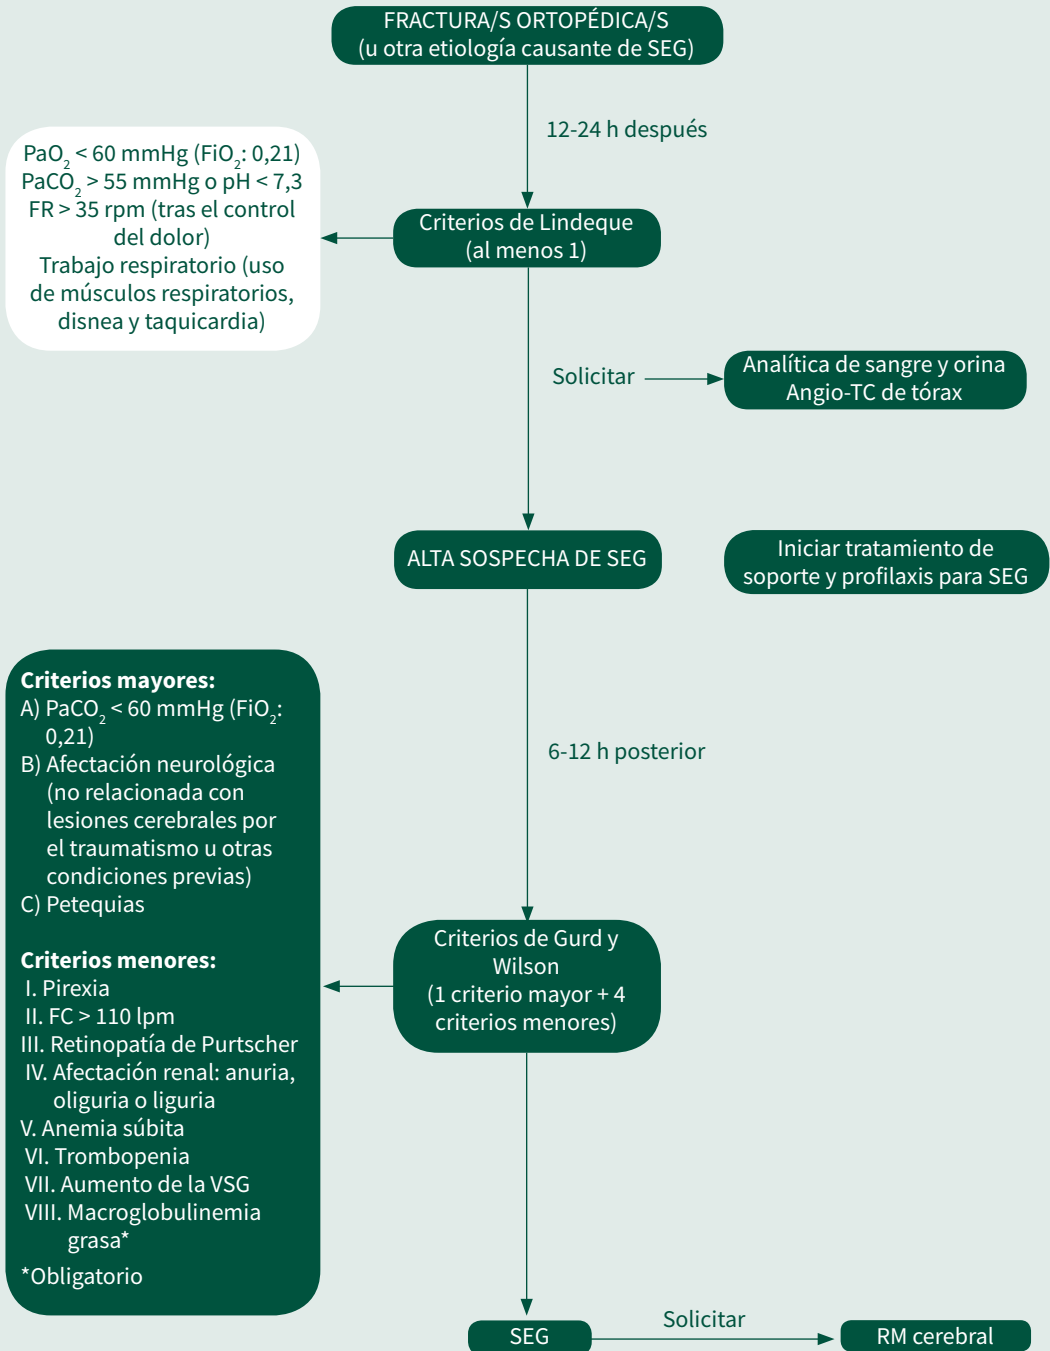 FRACTURA/S ORTOPÉDICA/S
(u otra etiología causante de SEG)
12-24 h después
PaO2 < 60 mmHg (FiO2: 0,21)
PaCO2 > 55 mmHg o pH < 7,3
FR > 35 rpm (tras el control
del dolor)
Trabajo respiratorio (uso
de músculos respiratorios,
disnea y taquicardia)
Criterios de Lindeque
(al menos 1)
Solicitar
Analítica de sangre y orina
Angio-TC de tórax
ALTA SOSPECHA DE SEG
Iniciar tratamiento de
soporte y profilaxis para SEG
6-12 h posterior
Criterios mayores:
A) PaCO2 < 60 mmHg (FiO2:
0,21)
B) Afectación neurológica
(no relacionada con
lesiones cerebrales por
el traumatismo u otras
condiciones previas)
C) Petequias
Criterios menores:
I. Pirexia
II. FC > 110 lpm
III. Retinopatía de Purtscher
IV. Afectación renal: anuria,
oliguria o liguria
V. Anemia súbita
VI. Trombopenia
VII. Aumento de la VSG
VIII. Macroglobulinemia
grasa*
*Obligatorio
Criterios de Gurd y
Wilson
(1 criterio mayor + 4
criterios menores)
SEG
Solicitar
RM cerebral